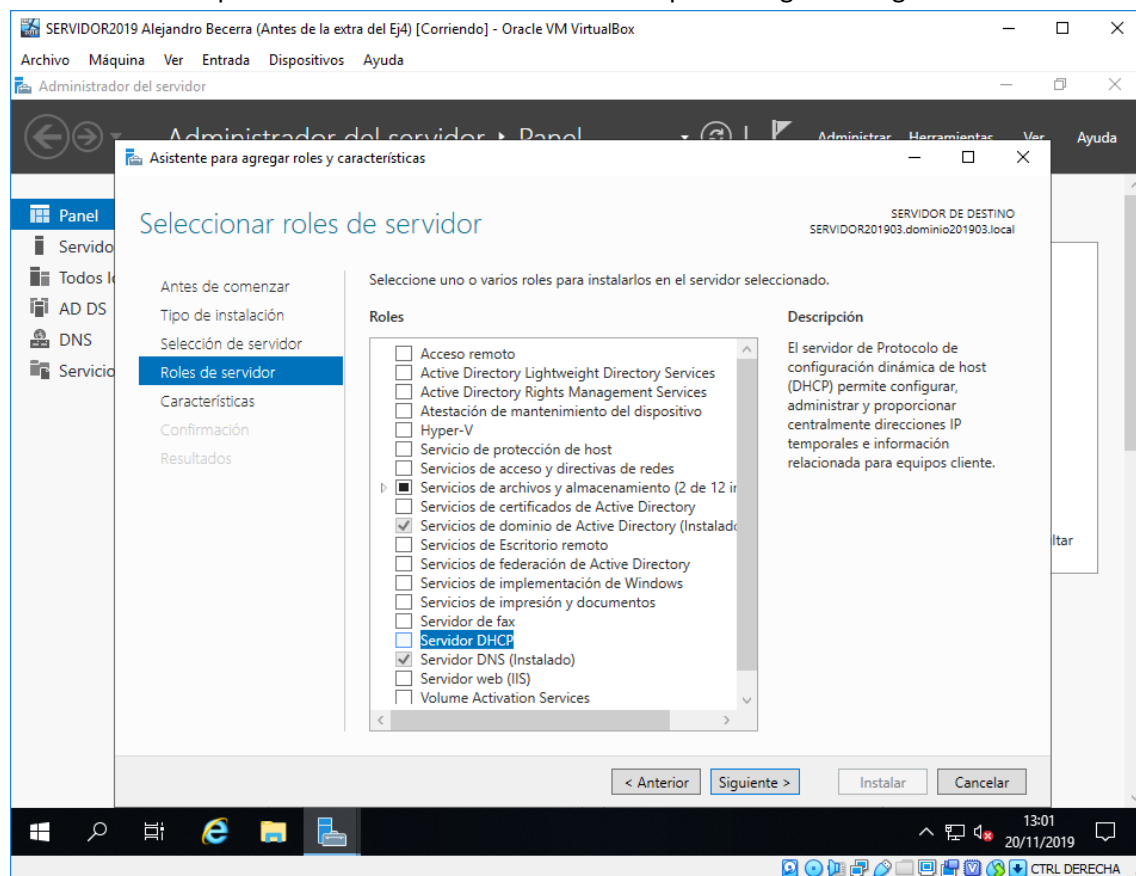 SERVIDOR2019 Alejandro Becerra (Antes de la extra del Ej4) [Corriendo] - Oracle VM VirtualBox
Archivo Máquina Ver Entrada Dispositivos Ayuda
Administrador del servidor
Administrador del servidor Panel
Administrar Herramientas Ver Ayuda
Asistente para agregar roles y características
Panel
Servido
Todos lo
AD DS
DNS
Servicio
Seleccionar roles de servidor
SERVIDOR DE DESTINO
SERVIDOR201903.dominio201903.local
Antes de comenzar
Tipo de instalación
Selección de servidor
Roles de servidor
Características
Confirmación
Resultados
Seleccione uno o varios roles para instalarlos en el servidor seleccionado.
Roles
Acceso remoto
Active Directory Lightweight Directory Services
Active Directory Rights Management Services
Atestación de mantenimiento del dispositivo
Hyper-V
Servicio de protección de host
Servicios de acceso y directivas de redes
Servicios de archivos y almacenamiento (2 de 12 in
Servicios de certificados de Active Directory
Servicios de dominio de Active Directory (Instalado
Servicios de Escritorio remoto
Servicios de federación de Active Directory
Servicios de implementación de Windows
Servicios de impresión y documentos
Servidor de fax
Servidor DHCP
Servidor DNS (Instalado)
Servidor web (IIS)
Volume Activation Services
Descripción
El servidor de Protocolo de
configuración dinámica de host
(DHCP) permite configurar,
administrar y proporcionar
centralmente direcciones IP
temporales e información
relacionada para equipos cliente.
ltar
< Anterior Siguiente > Instalar Cancelar
13:01
20/11/2019
CTRL DERECHA